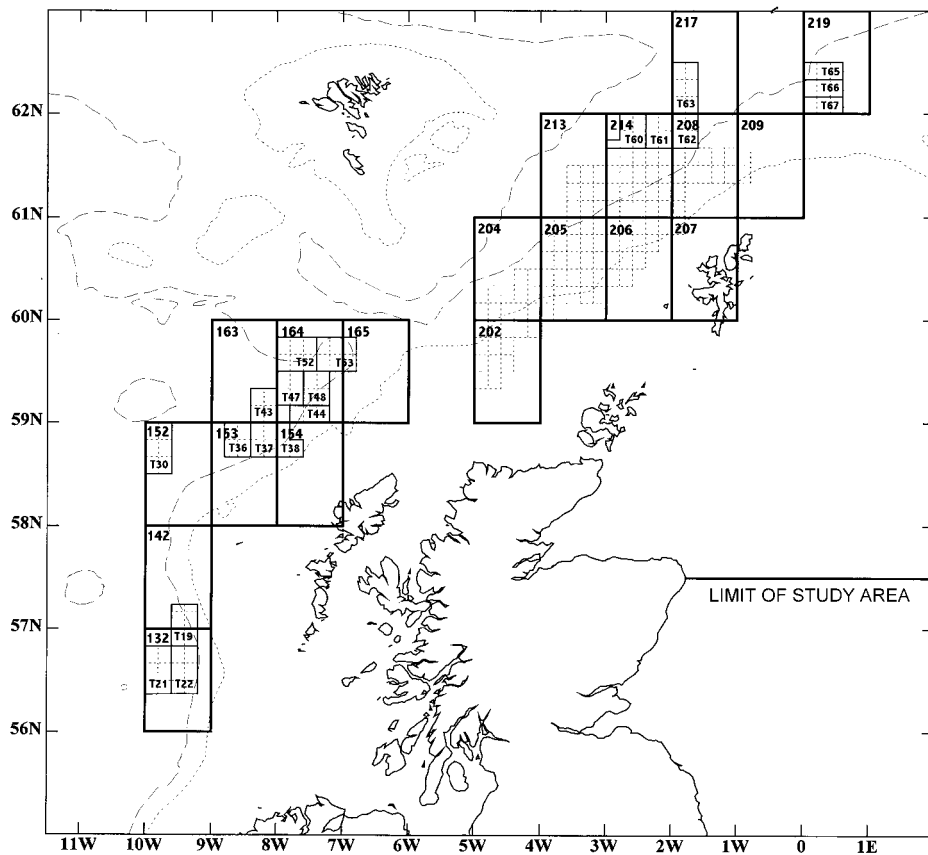 217 219
T65
T66
62N T63 T67
213 214 208 209
T60 T61 T62
61N
204 205 206 207
60N
163 164 165 202
T52 T53
T47 T48
T43 T44
59N
152 153 154
T30 T36 T37 T38
58N
142
LIMIT OF STUDY AREA
57N
132 T19
T21 T22
56N
11W 10W 9W 8W 7W 6W 5W 4W 3W 2W 1W 0 1E